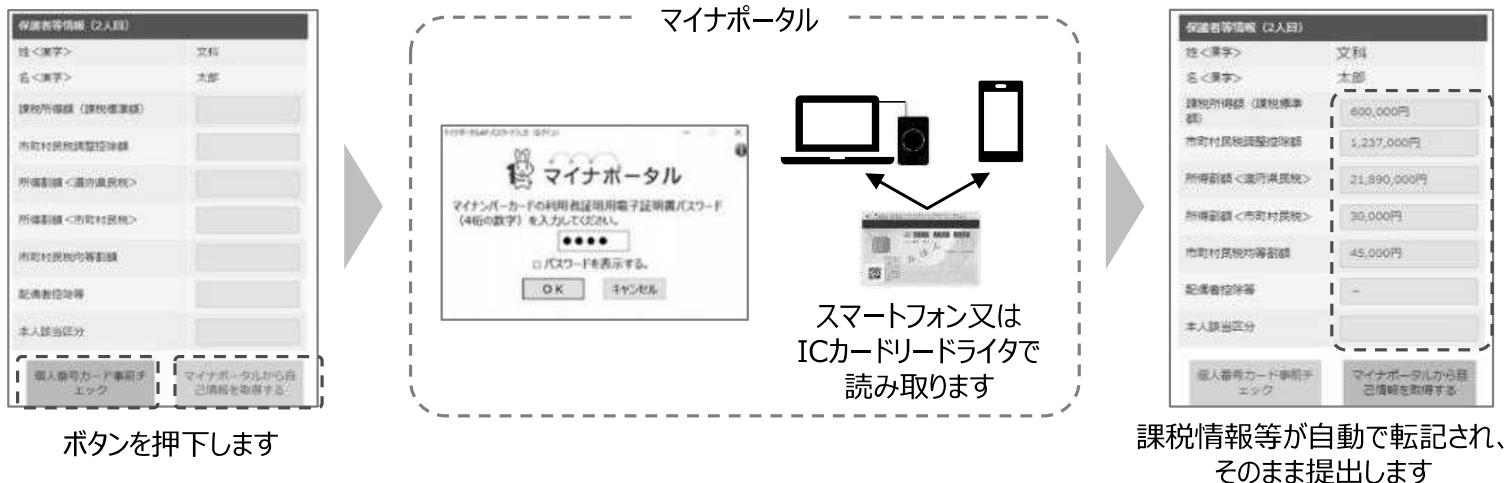 保護者等情報（2人目）
姓<漢字> 文科
名<漢字> 太郎
課税所得額（課税標準額）
市町村民税調整控除額
所得割額<道府県民税>
所得割額<市町村民税>
市町村民税均等割額
配偶者控除等
本人該当区分
個人番号カード事前チ
ェック
マイナポータルから自
己情報を取得する
ボタンを押下します
マイナポータル
マイナポータル
マイナンバーカードの利用者証明用電子証明書パスワード
（4桁の数字）を入力してください。
●●●●
□パスワードを表示する。
OK キャンセル
スマートフォン又は
ICカードリードライタで
読み取ります
保護者等情報（2人目）
姓<漢字> 文科
名<漢字> 太郎
課税所得額（課税標準
額） 600,000円
市町村民税調整控除額 1,237,000円
所得割額<道府県民税> 21,890,000円
所得割額<市町村民税> 30,000円
市町村民税均等割額 45,000円
配偶者控除等 －
本人該当区分
個人番号カード事前チ
ェック
マイナポータルから自
己情報を取得する
課税情報等が自動で転記され、
そのまま提出します